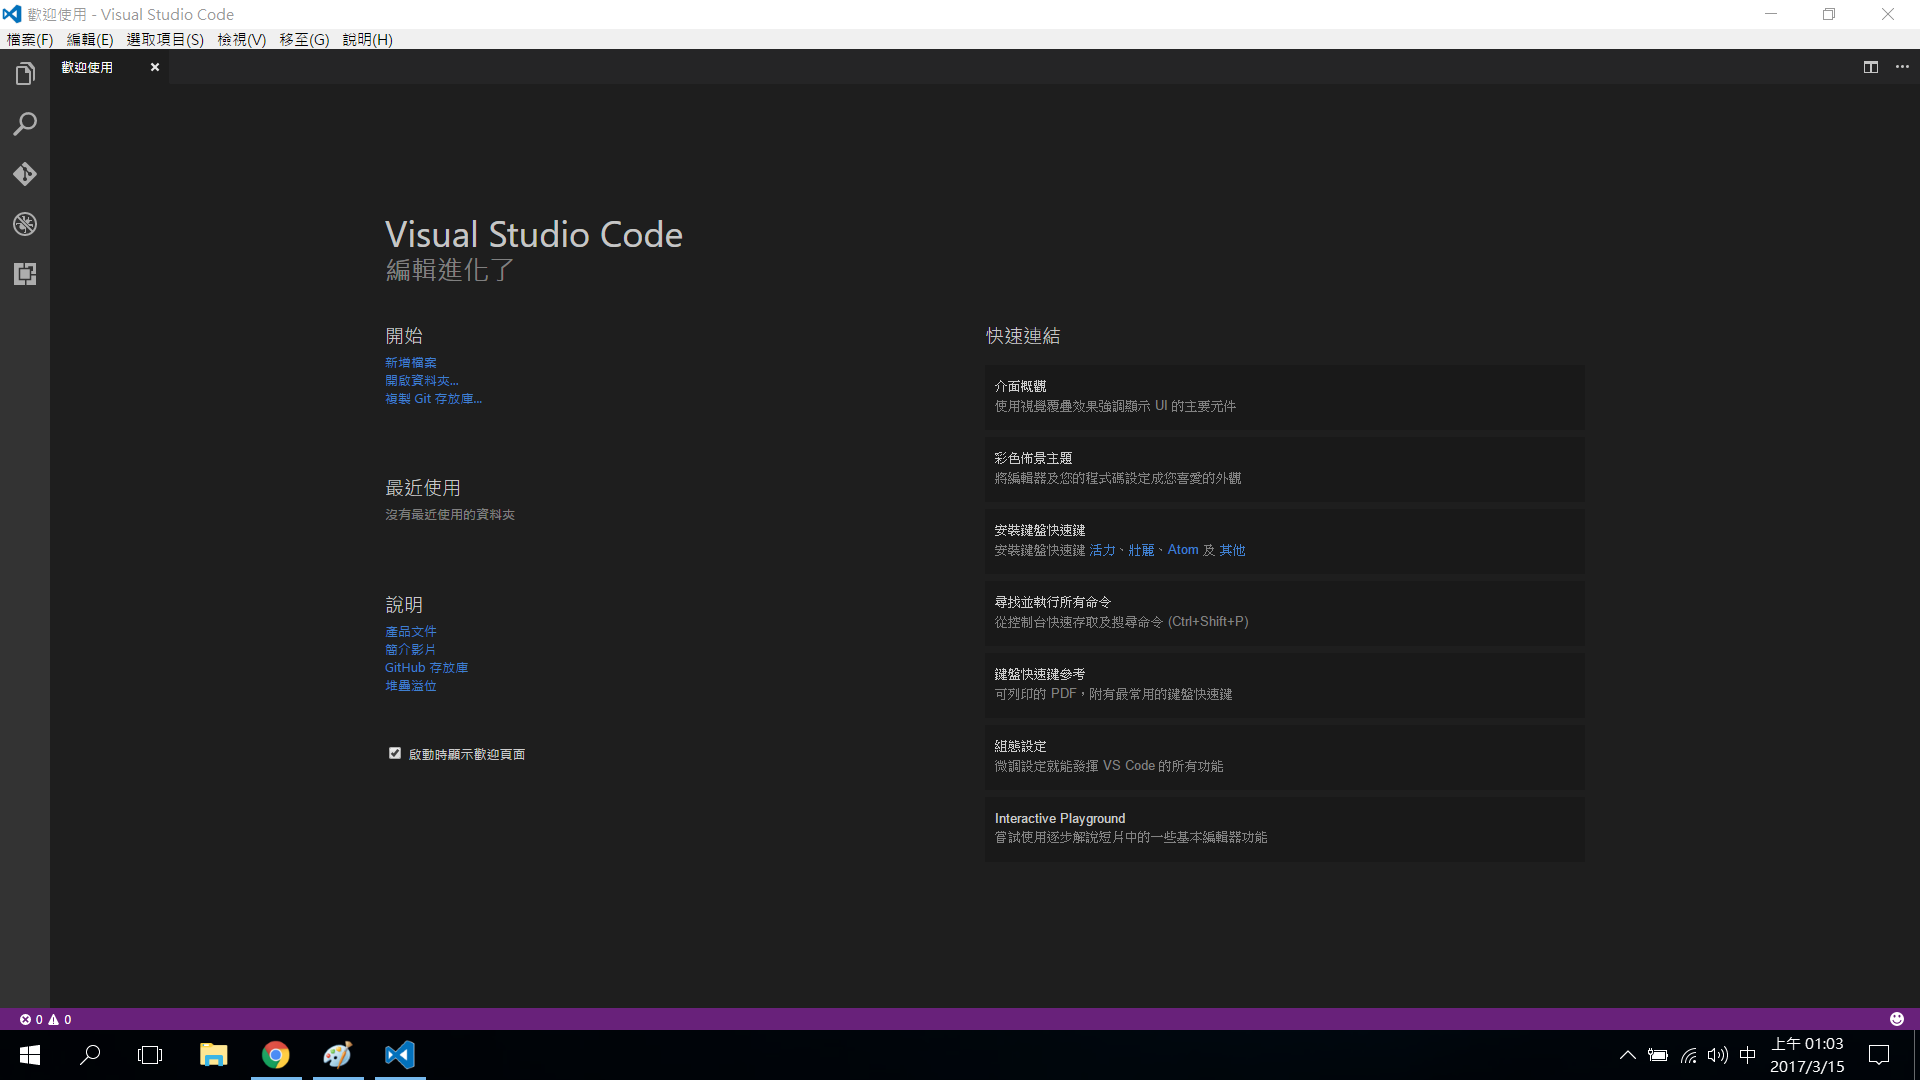 歡迎使用 - Visual Studio Code
檔案(F) 編輯(E) 選取項目(S) 檢視(V) 移至(G) 說明(H)
歡迎使用
Visual Studio Code
編輯進化了
開始
新增檔案
開啟資料夾...
複製 Git 存放庫...
最近使用
沒有最近使用的資料夾
說明
產品文件
簡介影片
GitHub 存放庫
堆疊溢位
啟動時顯示歡迎頁面
快速連結
介面概觀
使用視覺覆疊效果強調顯示 UI 的主要元件
彩色佈景主題
將編輯器及您的程式碼設定成您喜愛的外觀
安裝鍵盤快速鍵
安裝鍵盤快速鍵 活力、壯麗、Atom 及 其他
尋找並執行所有命令
從控制台快速存取及搜尋命令 (Ctrl+Shift+P)
鍵盤快速鍵參考
可列印的 PDF，附有最常用的鍵盤快速鍵
組態設定
微調設定就能發揮 VS Code 的所有功能
Interactive Playground
嘗試使用逐步解說短片中的一些基本編輯器功能
0 0
中
上午 01:03
2017/3/15